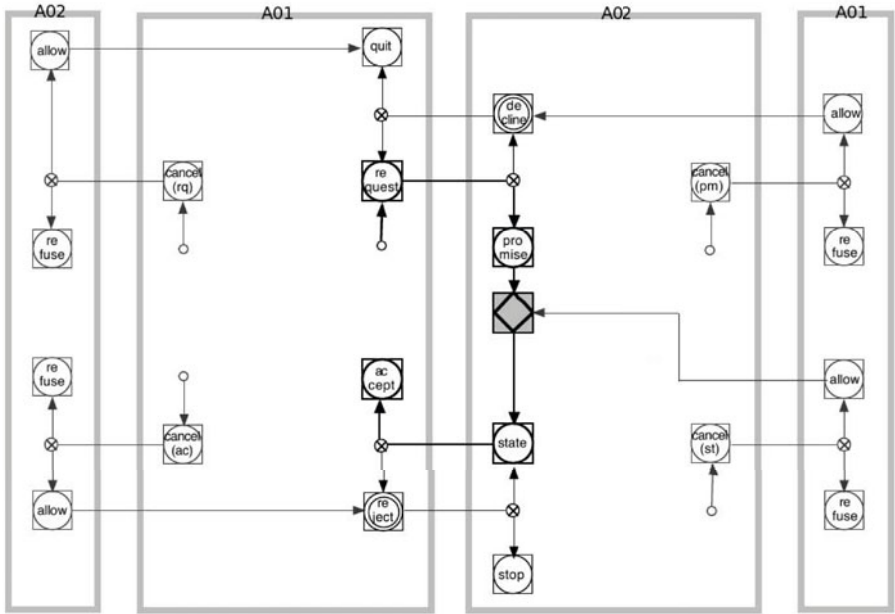 A02
A01
A02
A01
allow
quit
de
cline
allow
cancel
(rq)
re
quest
cancel
(pm)
re
fuse
pro
mise
re
fuse
re
fuse
ac
cept
allow
cancel
(ac)
state
cancel
(st)
allow
re
ject
re
fuse
stop